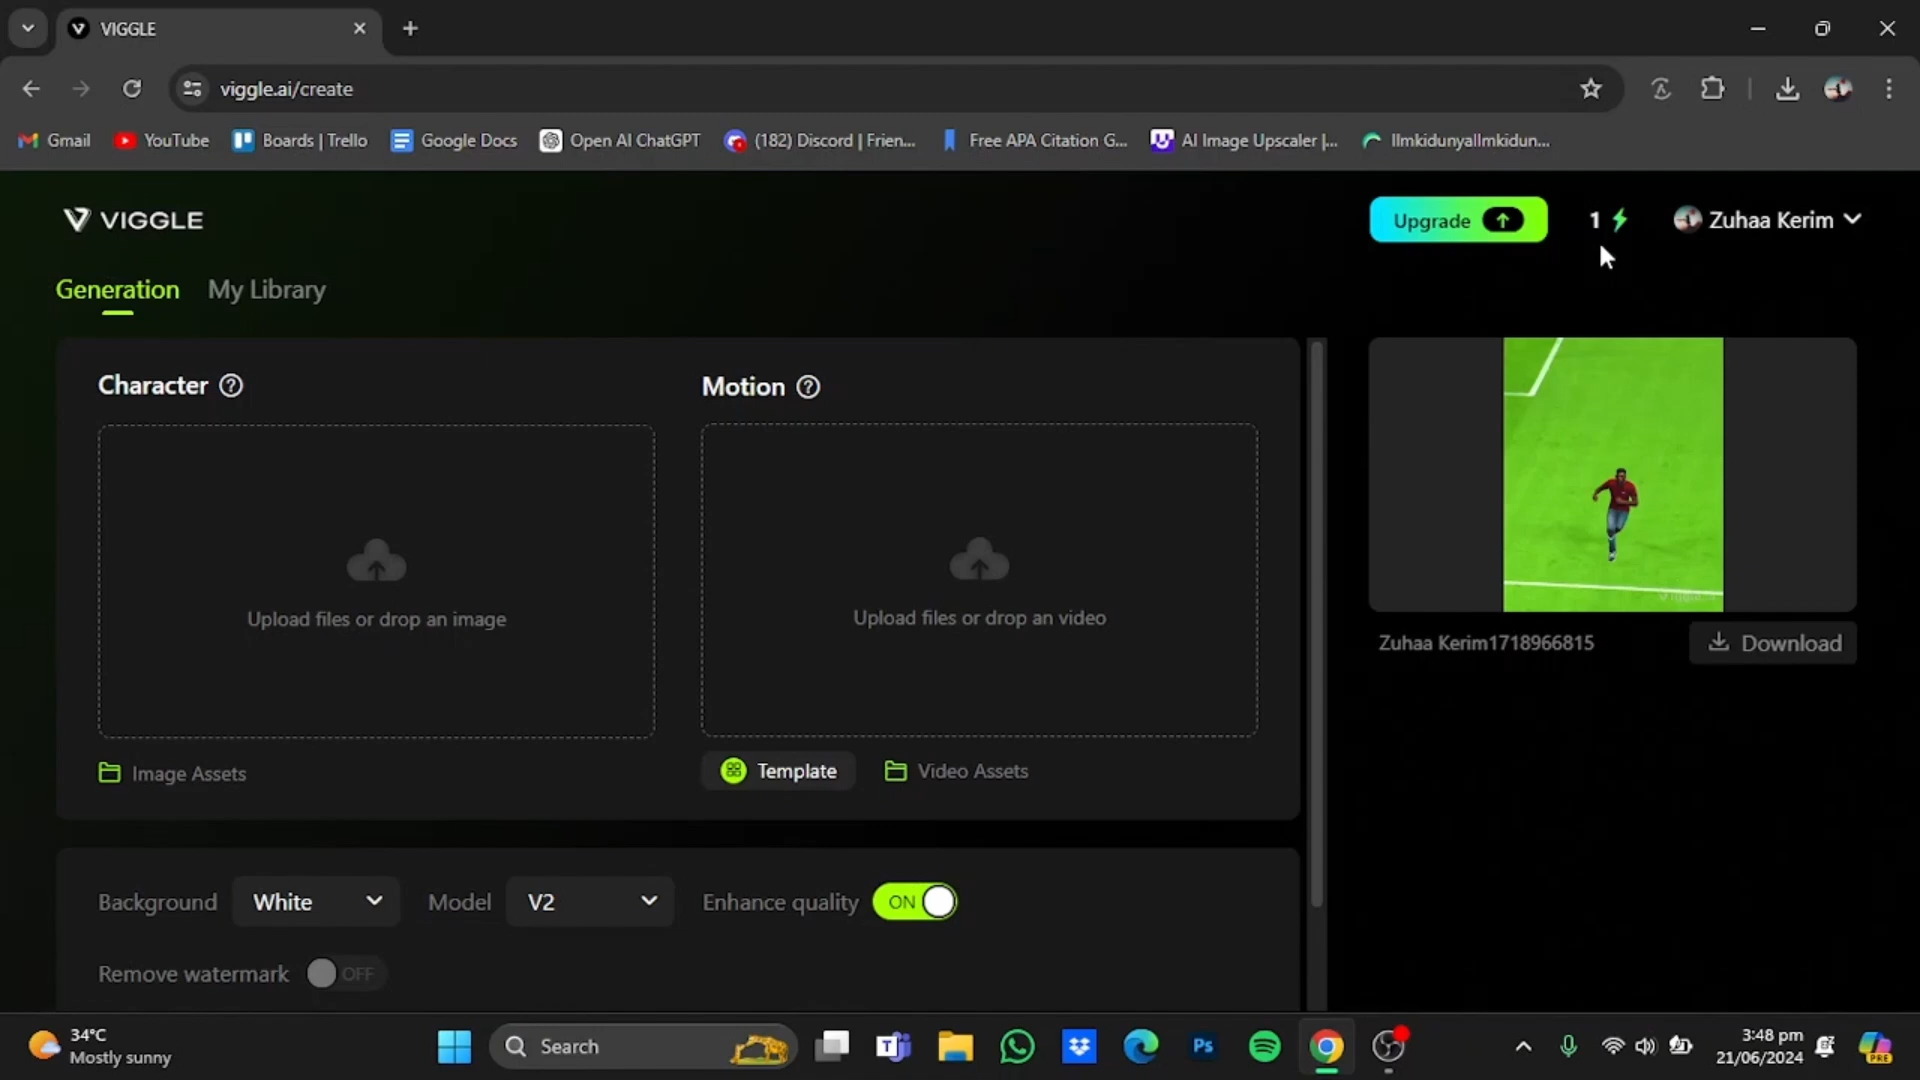 VIGGLE
viggle.ai/create
Gmail
YouTube
Boards | Trello
Google Docs
Open AI ChatGPT
(182) Discord | Frien...
Free APA Citation G...
AI Image Upscaler |...
IlmkidunyaIlmkidun...
VIGGLE
Upgrade
1
Zuhaa Kerim
Generation
My Library
Character ?
Motion ?
Upload files or drop an image
Upload files or drop an video
Image Assets
Template
Video Assets
Zuhaa Kerim1718966815
Download
Background
White
Model
V2
Enhance quality
ON
Remove watermark
OFF
34°C
Mostly sunny
Search
T
Ps
3:48 pm
21/06/2024
PRE